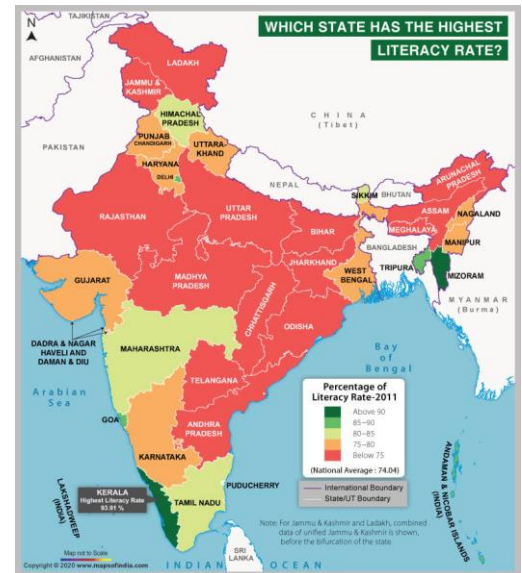 WHICH STATE HAS THE HIGHEST
LITERACY RATE?
N
TAJIKISTAN
AFGHANISTAN
LADAKH
JAMMU &
KASHMIR
CHINA
(Tibet)
HIMACHAL
PRADESH
PUNJAB
CHANDIGARH
UTTARA-
KHAND
PAKISTAN
HARYANA
DELHI
NEPAL
SIKKIM
BHUTAN
ARUNACHAL
PRADESH
RAJASTHAN
UTTAR
PRADESH
ASSAM
NAGALAND
BIHAR
MEGHALAYA
MANIPUR
BANGLADESH
JHARKHAND
TRIPURA
MIZORAM
WEST
BENGAL
GUJARAT
MADHYA
PRADESH
CHHATTISGARH
MYANMAR
(Burma)
ODISHA
DADRA & NAGAR
HAVELI AND
DAMAN & DIU
MAHARASHTRA
Bay
of
Bengal
Arabian
Sea
TELANGANA
Percentage of
Literacy Rate-2011
Above 90
85-90
80-85
75-80
Below 75
(National Average : 74.04)
GOA
ANDHRA
PRADESH
KARNATAKA
International Boundary
State/UT Boundary
ANDAMAN & NICOBAR ISLANDS
(INDIA)
PUDUCHERRY
KERALA
Highest Literacy Rate
93.91 %
TAMIL NADU
LAKSHADWEEP
(INDIA)
Note: For Jammu & Kashmir and Ladakh, combined
data of unified Jammu & Kashmir is shown,
before the bifurcation of the state
SRI
LANKA
Map not to Scale
Copyright © 2020 www.mapsofindia.com
INDIAN OCEAN